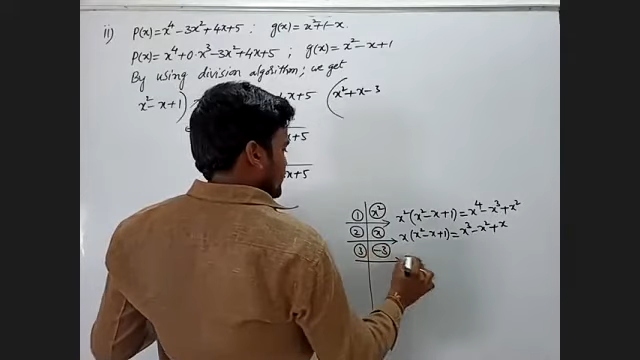 ii) P(x) = x⁴ - 3x² + 4x + 5 ; g(x) = x² + 1 - x.
P(x) = x⁴ + 0·x³ - 3x² + 4x + 5 ; g(x) = x² - x + 1
By using division algorithm; we get
x² - x + 1) 4x + 5 (x² + x - 3
+ 5
x + 5
① x² → x²(x² - x + 1) = x⁴ - x³ + x²
② x → x(x² - x + 1) = x³ - x² + x
③ -3 →